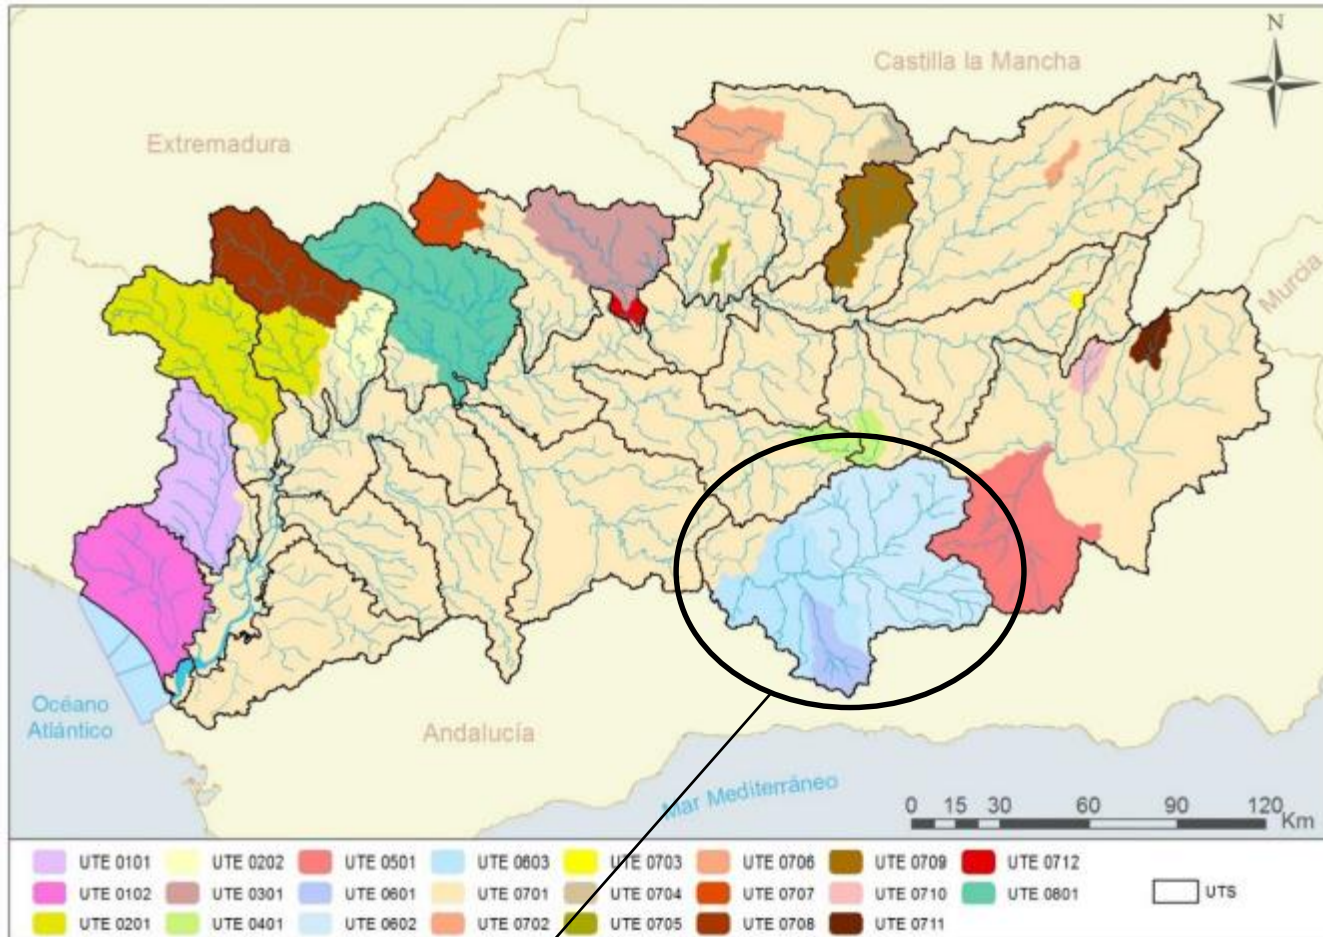 N
Castilla la Mancha
Extremadura
Murcia
Océano
Atlántico
Andalucía
Mar Mediterráneo
0 15 30 60 90 120 Km
UTE 0101 UTE 0202 UTE 0501 UTE 0603 UTE 0703 UTE 0706 UTE 0709 UTE 0712
UTE 0102 UTE 0301 UTE 0601 UTE 0701 UTE 0704 UTE 0707 UTE 0710 UTE 0801 UTS
UTE 0201 UTE 0401 UTE 0602 UTE 0702 UTE 0705 UTE 0708 UTE 0711